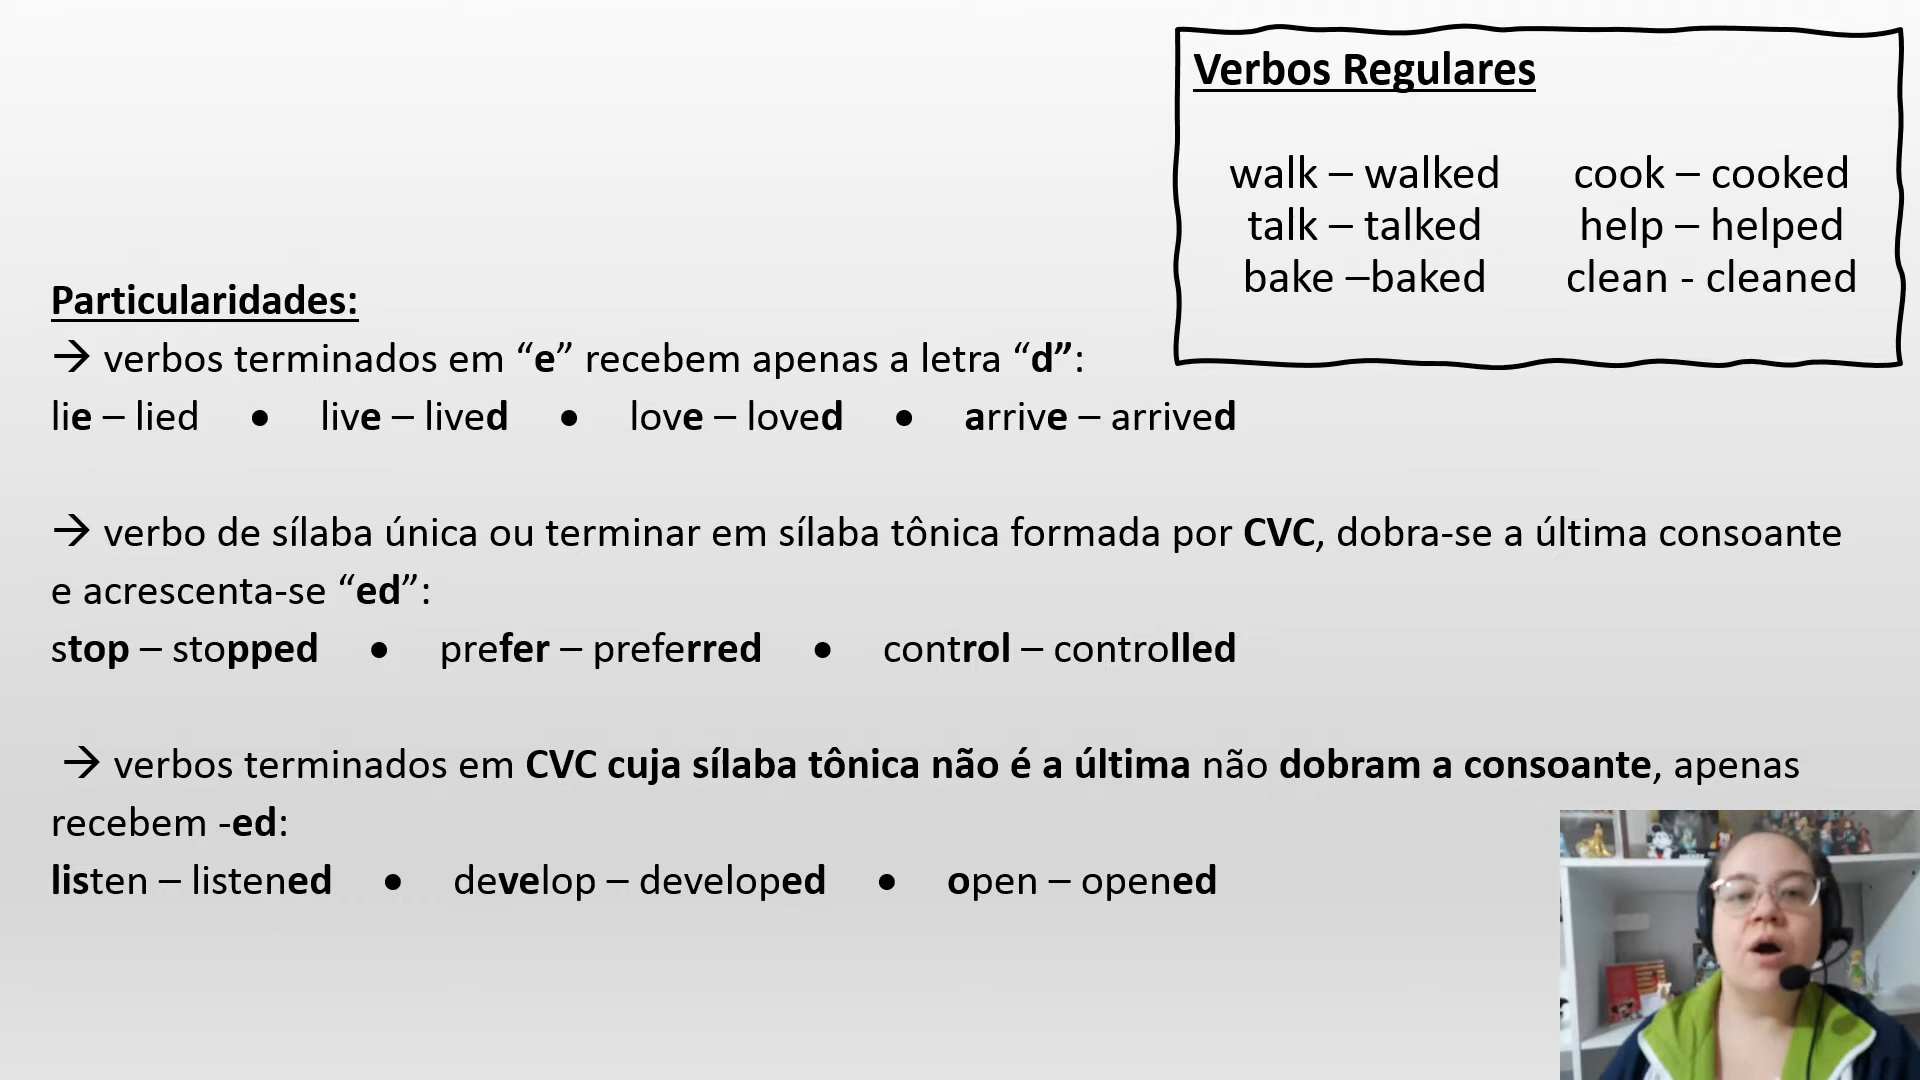 Verbos Regulares
walk – walked cook – cooked
talk – talked help – helped
bake –baked clean - cleaned
Particularidades:
→ verbos terminados em “e” recebem apenas a letra “d”:
lie – lied • live – lived • love – loved • arrive – arrived
→ verbo de sílaba única ou terminar em sílaba tônica formada por CVC, dobra-se a última consoante
e acrescenta-se “ed”:
stop – stopped • prefer – preferred • control – controlled
→ verbos terminados em CVC cuja sílaba tônica não é a última não dobram a consoante, apenas
recebem -ed:
listen – listened • develop – developed • open – opened